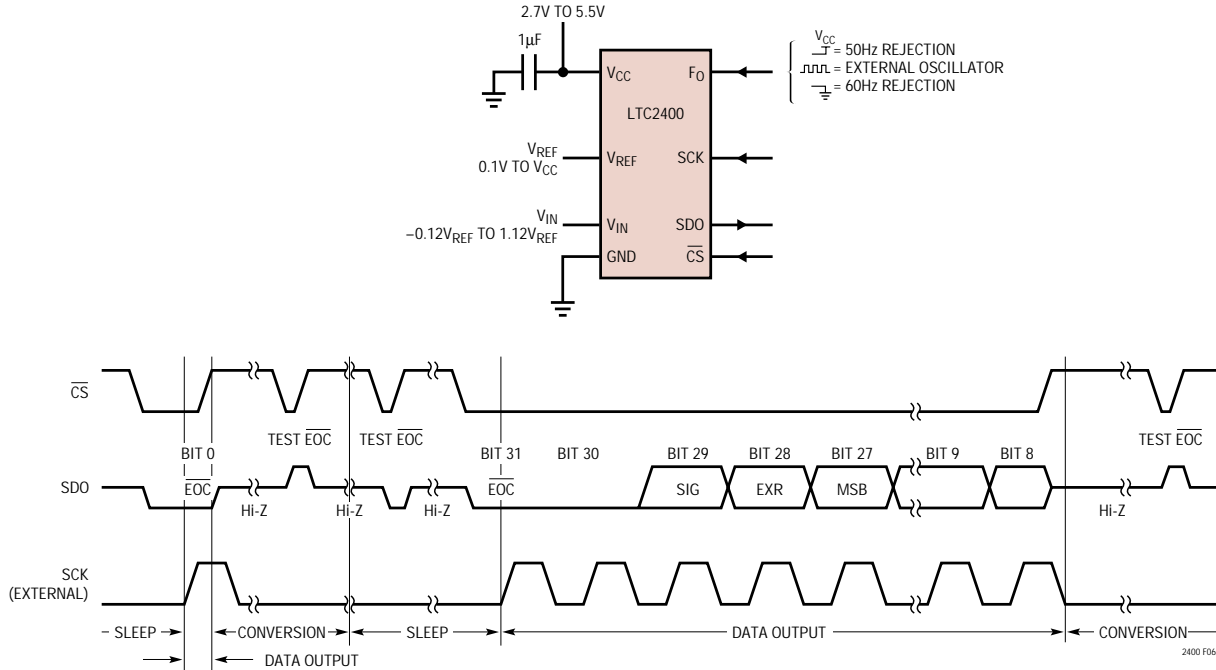 2.7V TO 5.5V
1µF
VCC
FO
LTC2400
VREF
0.1V TO VCC
VREF
SCK
VIN
–0.12VREF TO 1.12VREF
VIN
SDO
GND
CS
VCC
= 50Hz REJECTION
= EXTERNAL OSCILLATOR
= 60Hz REJECTION
CS
TEST EOC
TEST EOC
TEST EOC
BIT 0
BIT 31
BIT 30
BIT 29
BIT 28
BIT 27
BIT 9
BIT 8
SDO
EOC
EOC
SIG
EXR
MSB
Hi-Z
Hi-Z
Hi-Z
Hi-Z
SCK
(EXTERNAL)
SLEEP
CONVERSION
SLEEP
DATA OUTPUT
CONVERSION
DATA OUTPUT
2400 F06